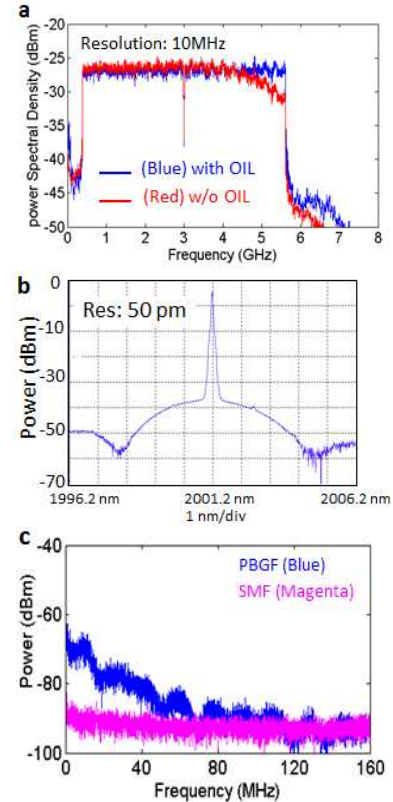 a
Resolution: 10MHz
power Spectral Density (dBm)
-20
-25
-30
-35
-40
-45
-50
(Blue) with OIL
(Red) w/o OIL
0 1 2 3 4 5 6 7 8
Frequency (GHz)
b
Res: 50 pm
Power (dBm)
0
-10
-30
-50
-70
1996.2 nm 2001.2 nm 2006.2 nm
1 nm/div
c
PBGF (Blue)
SMF (Magenta)
Power (dBm)
-40
-60
-80
-100
0 40 80 120 160
Frequency (MHz)